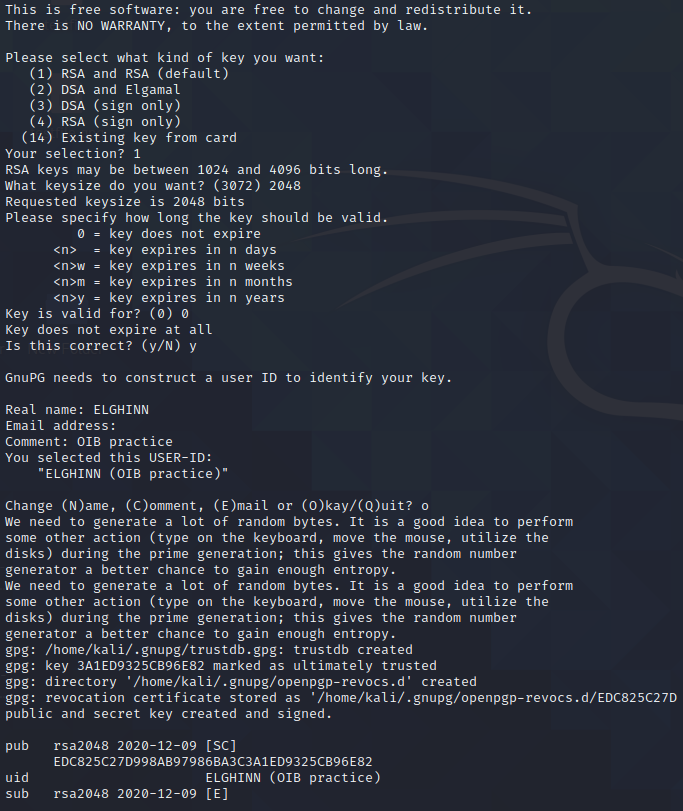 This is free software: you are free to change and redistribute it.
There is NO WARRANTY, to the extent permitted by law.

Please select what kind of key you want:
   (1) RSA and RSA (default)
   (2) DSA and Elgamal
   (3) DSA (sign only)
   (4) RSA (sign only)
  (14) Existing key from card
Your selection? 1
RSA keys may be between 1024 and 4096 bits long.
What keysize do you want? (3072) 2048
Requested keysize is 2048 bits
Please specify how long the key should be valid.
         0 = key does not expire
      <n>  = key expires in n days
      <n>w = key expires in n weeks
      <n>m = key expires in n months
      <n>y = key expires in n years
Key is valid for? (0) 0
Key does not expire at all
Is this correct? (y/N) y

GnuPG needs to construct a user ID to identify your key.

Real name: ELGHINN
Email address:
Comment: OIB practice
You selected this USER-ID:
    "ELGHINN (OIB practice)"

Change (N)ame, (C)omment, (E)mail or (O)kay/(Q)uit? o
We need to generate a lot of random bytes. It is a good idea to perform
some other action (type on the keyboard, move the mouse, utilize the
disks) during the prime generation; this gives the random number
generator a better chance to gain enough entropy.
We need to generate a lot of random bytes. It is a good idea to perform
some other action (type on the keyboard, move the mouse, utilize the
disks) during the prime generation; this gives the random number
generator a better chance to gain enough entropy.
gpg: /home/kali/.gnupg/trustdb.gpg: trustdb created
gpg: key 3A1ED9325CB96E82 marked as ultimately trusted
gpg: directory '/home/kali/.gnupg/openpgp-revocs.d' created
gpg: revocation certificate stored as '/home/kali/.gnupg/openpgp-revocs.d/EDC825C27D
public and secret key created and signed.

pub   rsa2048 2020-12-09 [SC]
      EDC825C27D998AB97986BA3C3A1ED9325CB96E82
uid                      ELGHINN (OIB practice)
sub   rsa2048 2020-12-09 [E]